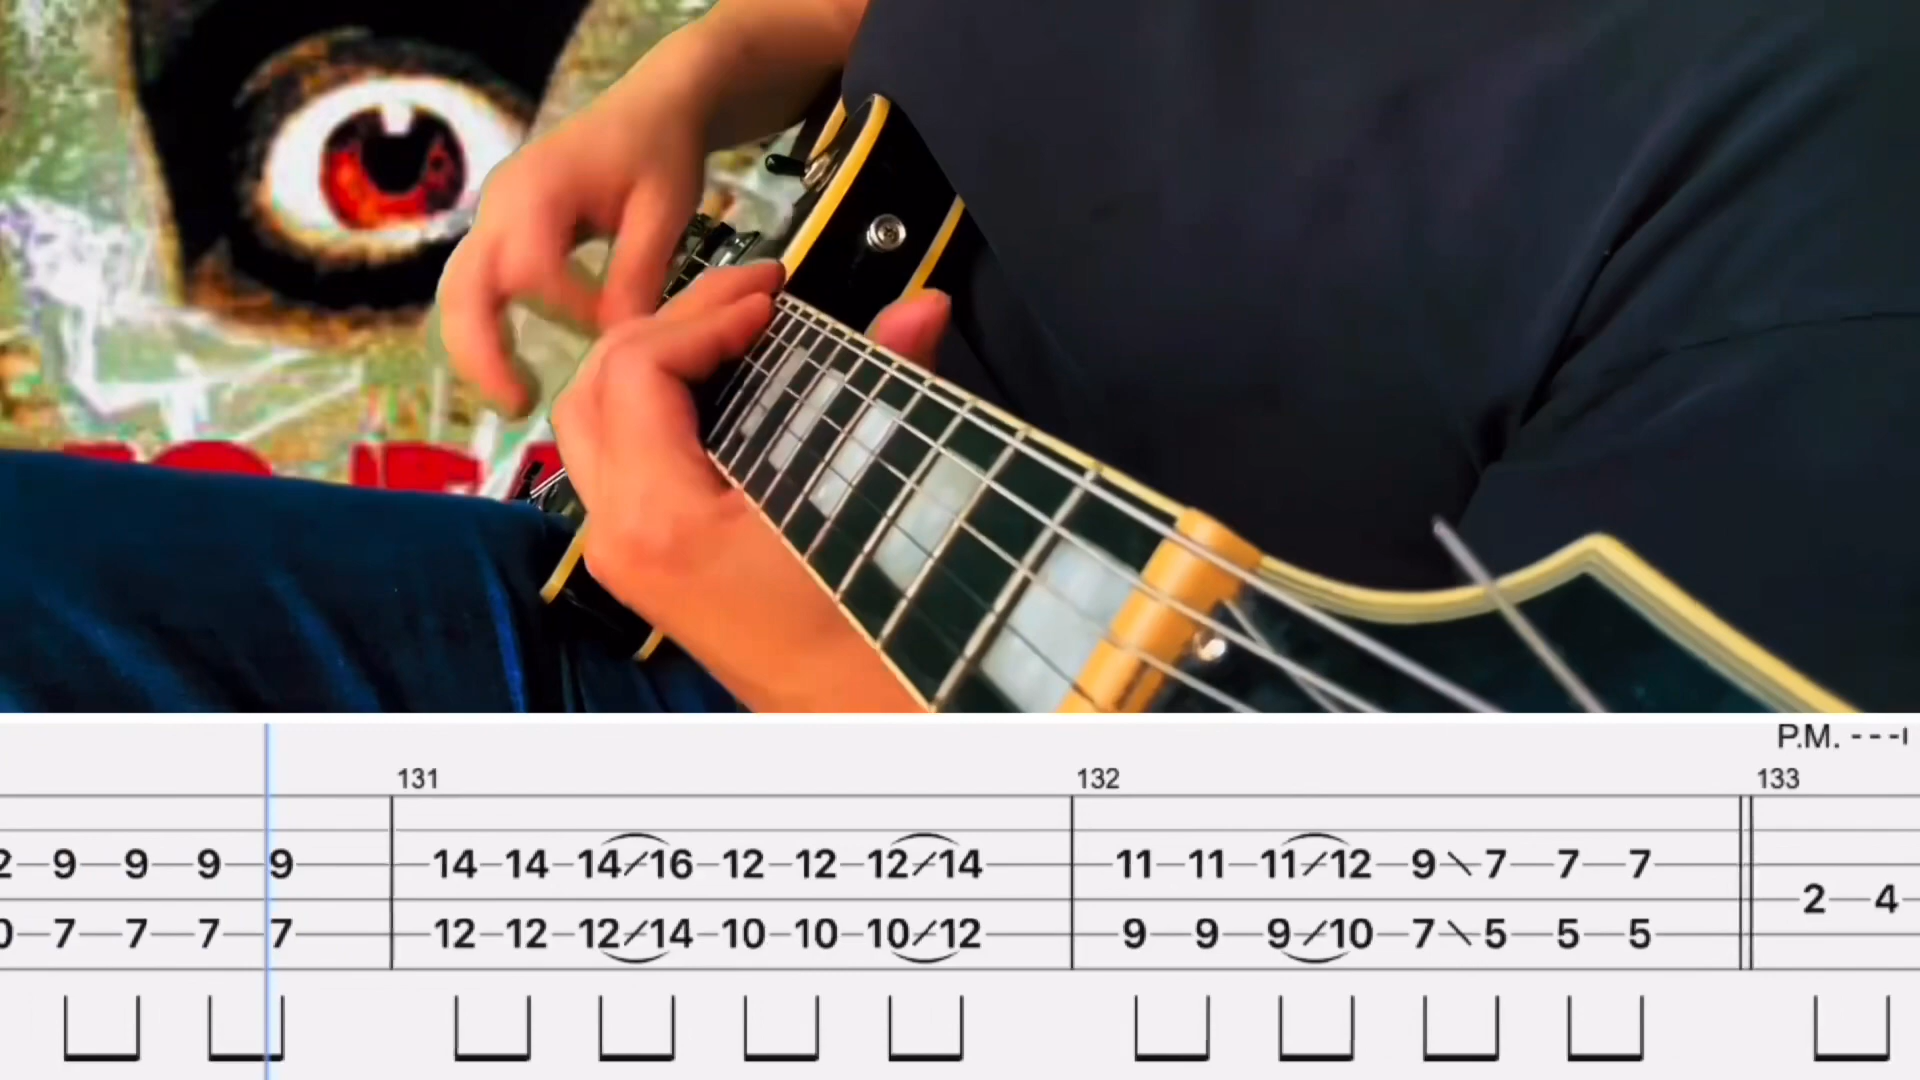 P.M. - - -I
131 132 133
2 9 9 9 9 14 14 14/16 12 12 12/14 11 11 11/12 9\7 7 7
2 4
0 7 7 7 7 12 12 12/14 10 10 10/12 9 9 9/10 7\5 5 5